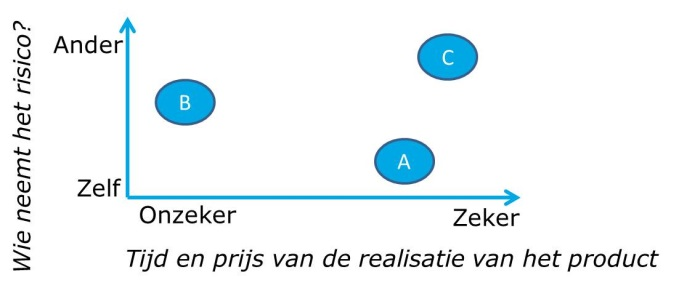 Wie neemt het risico?
Ander
C
B
A
Zelf
Onzeker
Zeker
Tijd en prijs van de realisatie van het product